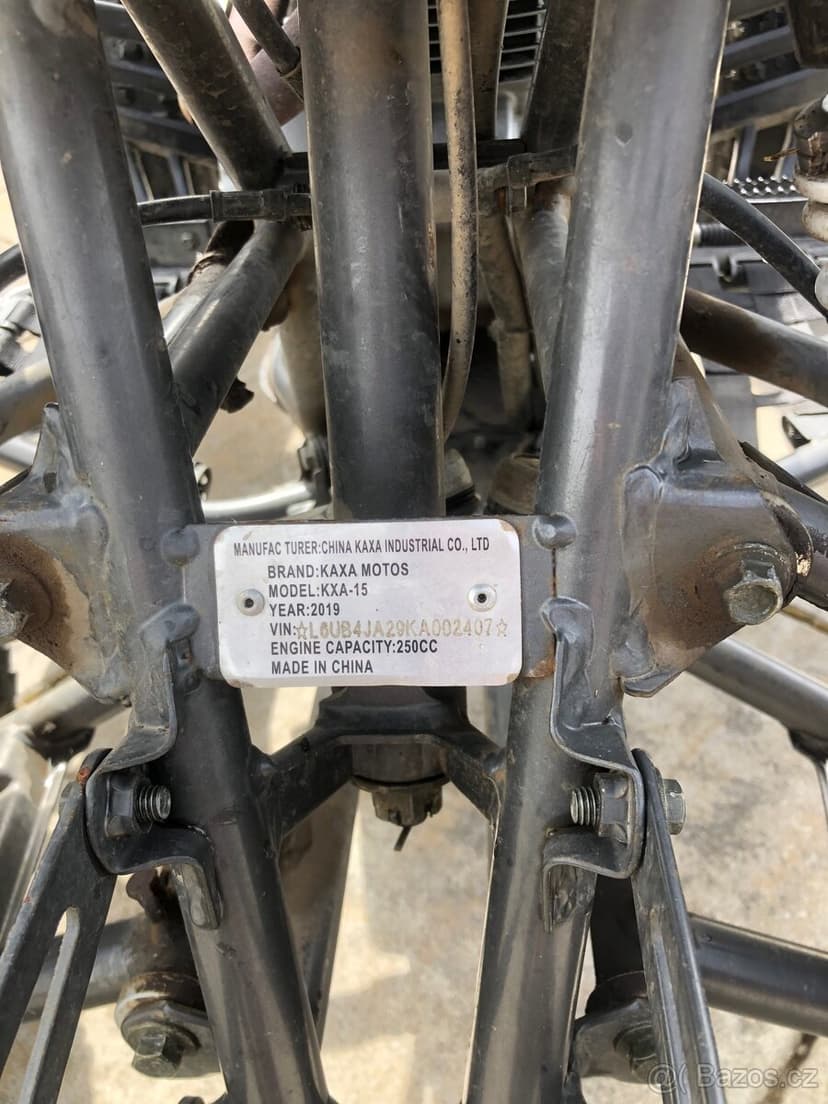 MANUFAC TURER:CHINA KAXA INDUSTRIAL CO., LTD
BRAND:KAXA MOTOS
MODEL:KXA-15
YEAR:2019
VIN:☆L6UB4JA29KA002407☆
ENGINE CAPACITY:250CC
MADE IN CHINA
Bazos.cz